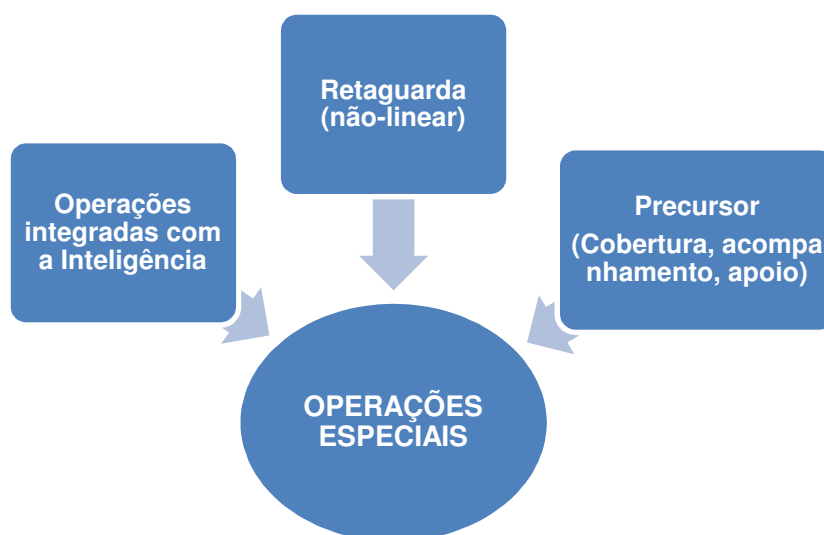 Retaguarda
(não-linear)
Operações
integradas com
a Inteligência
Precursor
(Cobertura, acompa
nhamento, apoio)
OPERAÇÕES
ESPECIAIS